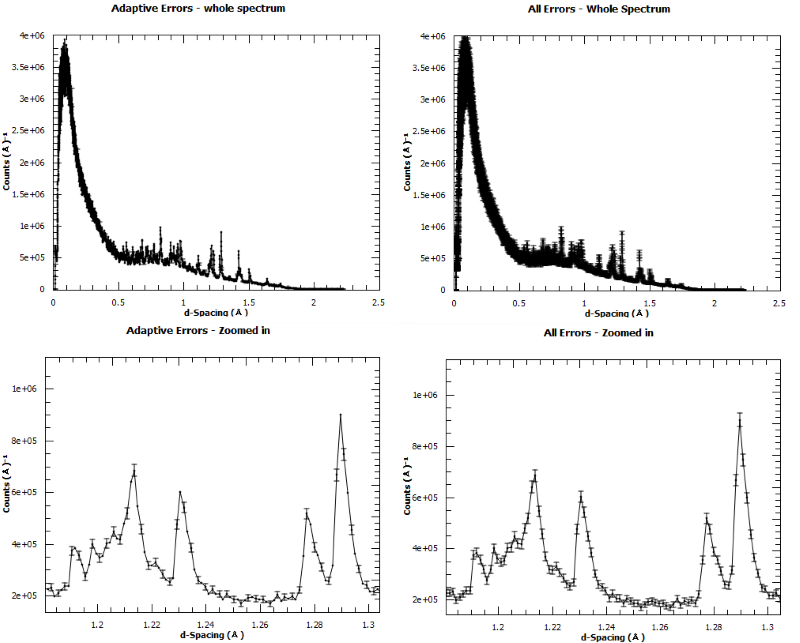 Adaptive Errors - whole spectrum
All Errors - Whole Spectrum
Counts (Å)⁻¹
4e+06
3.5e+06
3e+06
2.5e+06
2e+06
1.5e+06
1e+06
5e+05
0
0
0.5
1
1.5
2
2.5
d-Spacing (Å)
Counts (Å)⁻¹
4e+06
3.5e+06
3e+06
2.5e+06
2e+06
1.5e+06
1e+06
5e+05
0
0
0.5
1
1.5
2
2.5
d-Spacing (Å)
Adaptive Errors - Zoomed in
All Errors - Zoomed in
Counts (Å)⁻¹
1e+06
8e+05
6e+05
4e+05
2e+05
1.2
1.22
1.24
1.26
1.28
1.3
d-Spacing (Å)
Counts (Å)⁻¹
1e+06
8e+05
6e+05
4e+05
2e+05
1.2
1.22
1.24
1.26
1.28
1.3
d-Spacing (Å)